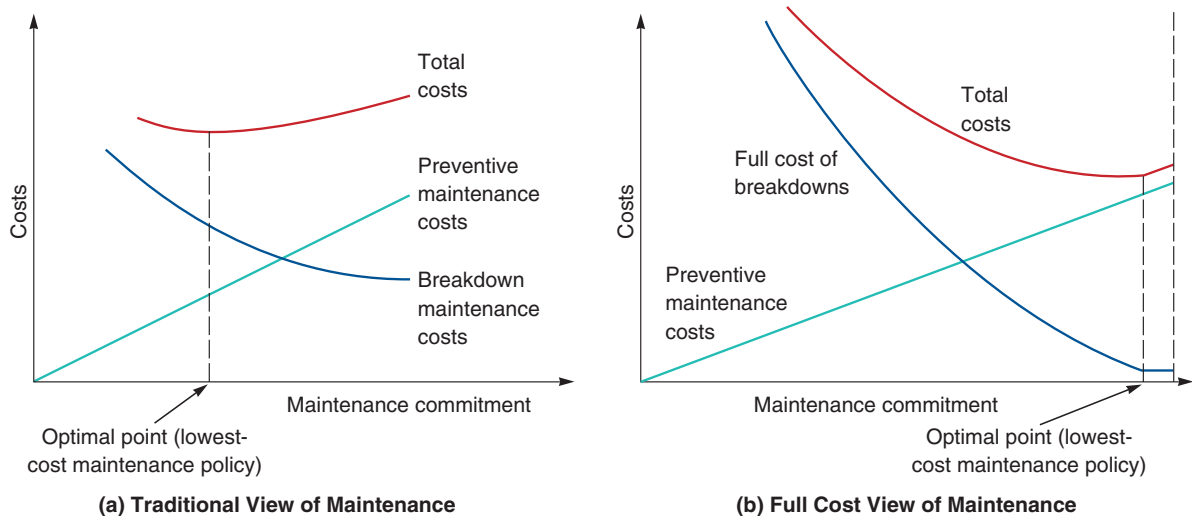 Costs
Total
costs
Preventive
maintenance
costs
Breakdown
maintenance
costs
Maintenance commitment
Optimal point (lowest-
cost maintenance policy)
(a) Traditional View of Maintenance
Costs
Total
costs
Full cost of
breakdowns
Preventive
maintenance
costs
Maintenance commitment
Optimal point (lowest-
cost maintenance policy)
(b) Full Cost View of Maintenance